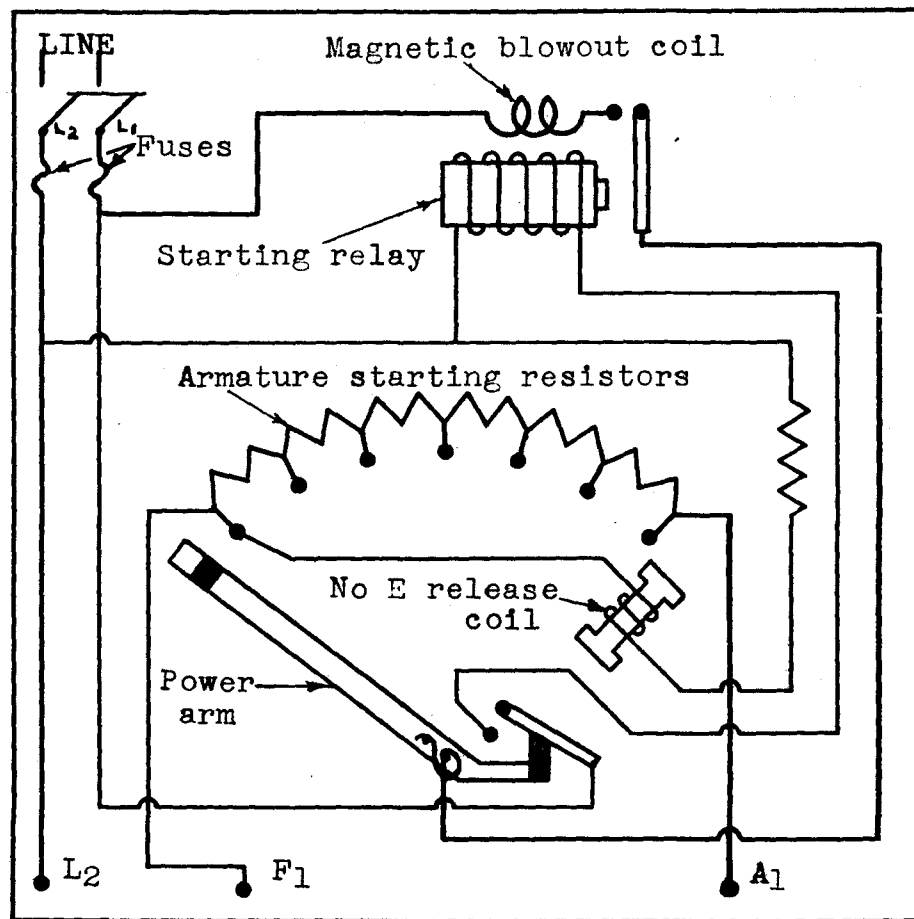 LINE
Magnetic blowout coil
L2
L1
Fuses
Starting relay
Armature starting resistors
No E release
coil
Power
arm
L2
F1
A1